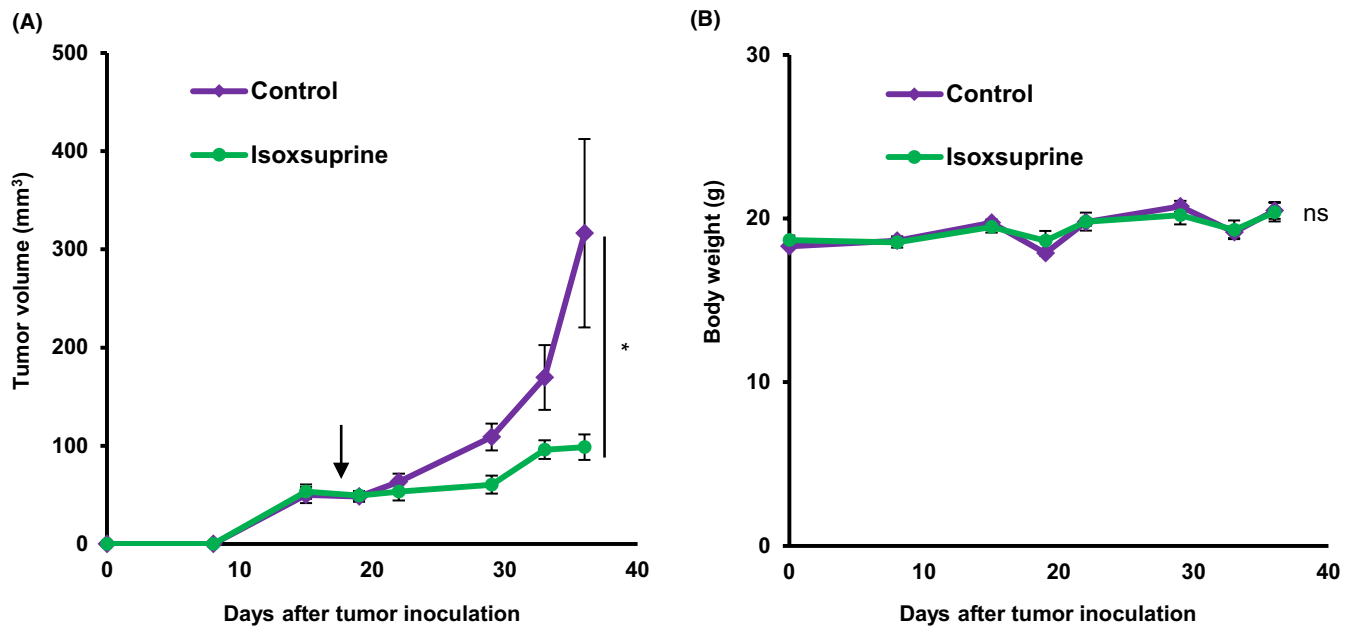 (A)
500
400
300
200
100
0
0 10 20 30 40
Tumor volume (mm³)
Days after tumor inoculation
Control
Isoxsuprine
*
(B)
30
20
10
0
0 10 20 30 40
Body weight (g)
Days after tumor inoculation
Control
Isoxsuprine
ns